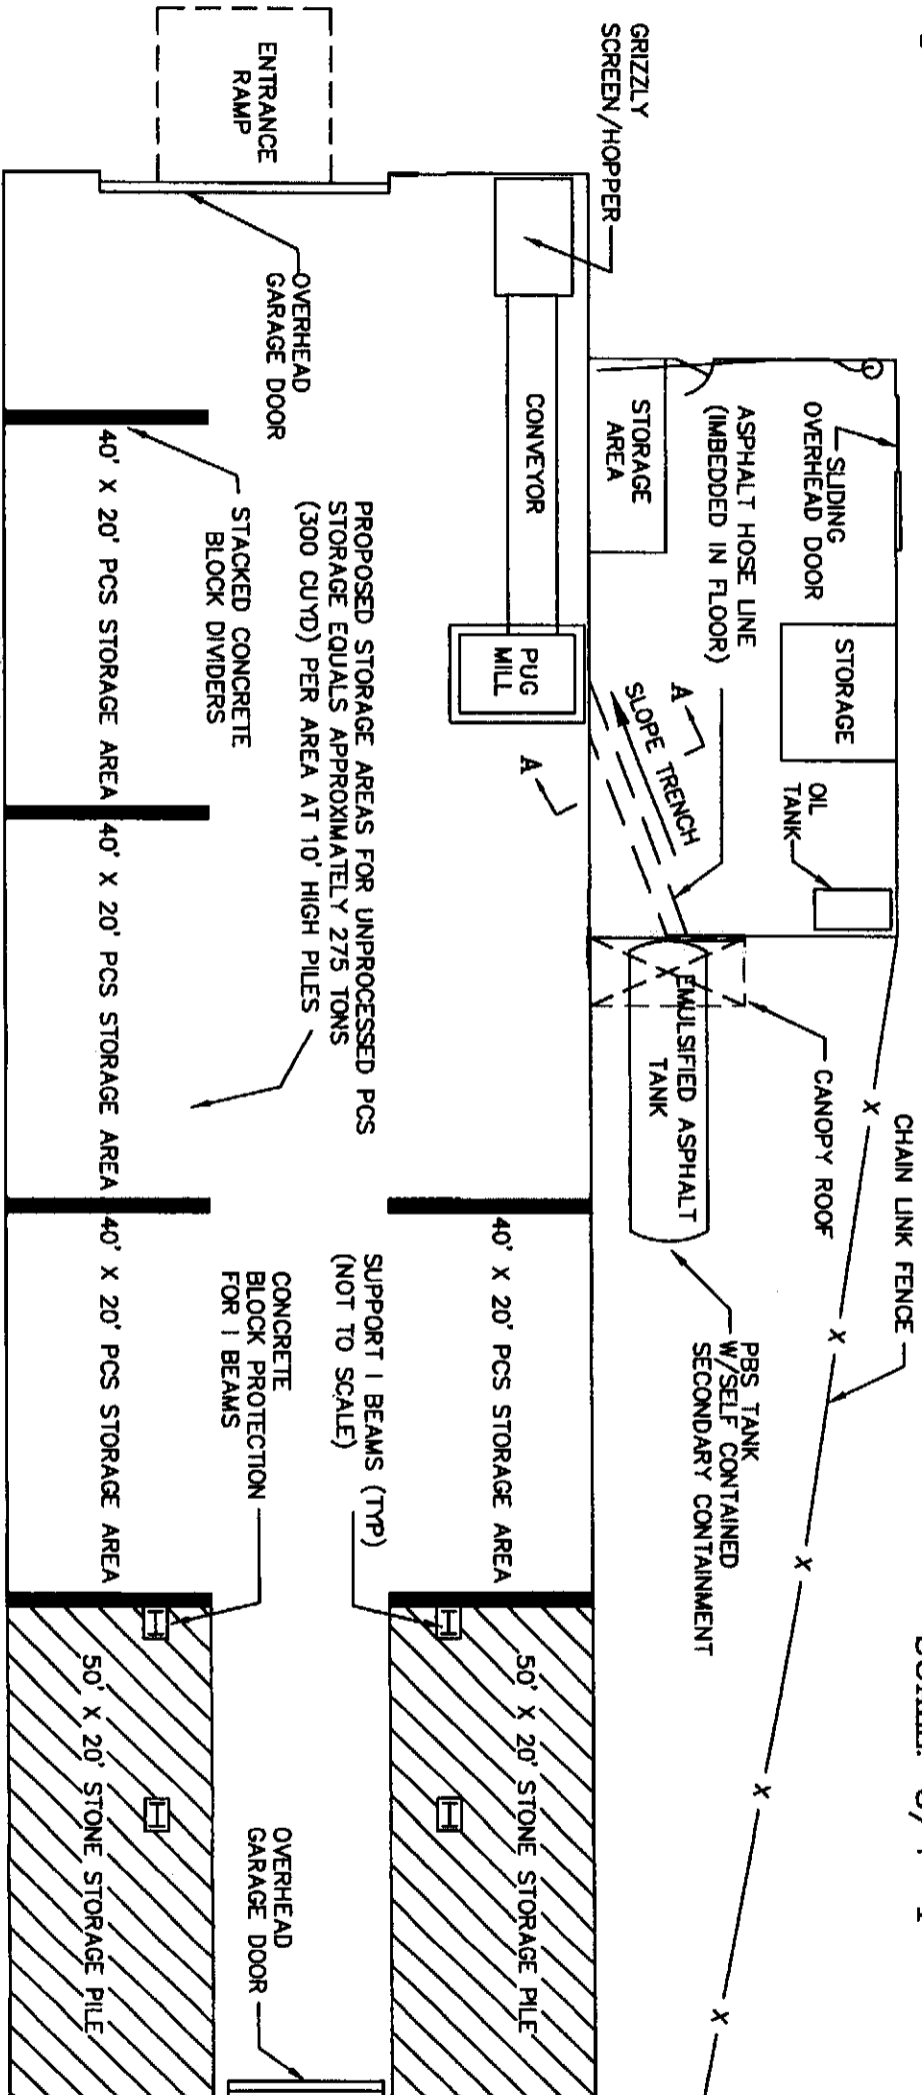 GRIZZLY
SCREEN/HOPPER
ENTRANCE
RAMP
OVERHEAD
GARAGE DOOR
CONVEYOR
STORAGE
AREA
ASPHALT HOSE LINE
(IMBEDDED IN FLOOR)
SLIDING
OVERHEAD DOOR
STORAGE
OIL
TANK
A
SLOPE TRENCH
A
PUG
MILL
STACKED CONCRETE
BLOCK DIVIDERS
PROPOSED STORAGE AREAS FOR UNPROCESSED PCS
STORAGE EQUALS APPROXIMATELY 275 TONS
(300 CUYD) PER AREA AT 10' HIGH PILES
40' X 20' PCS STORAGE AREA
40' X 20' PCS STORAGE AREA
40' X 20' PCS STORAGE AREA
40' X 20' PCS STORAGE AREA
EMULSIFIED ASPHALT
TANK
CANOPY ROOF
CHAIN LINK FENCE
X
X
X
X
X
PBS TANK
W/SELF CONTAINED
SECONDARY CONTAINMENT
SUPPORT I BEAMS (TYP)
(NOT TO SCALE)
CONCRETE
BLOCK PROTECTION
FOR I BEAMS
50' X 20' STONE STORAGE PILE
50' X 20' STONE STORAGE PILE
OVERHEAD
GARAGE DOOR